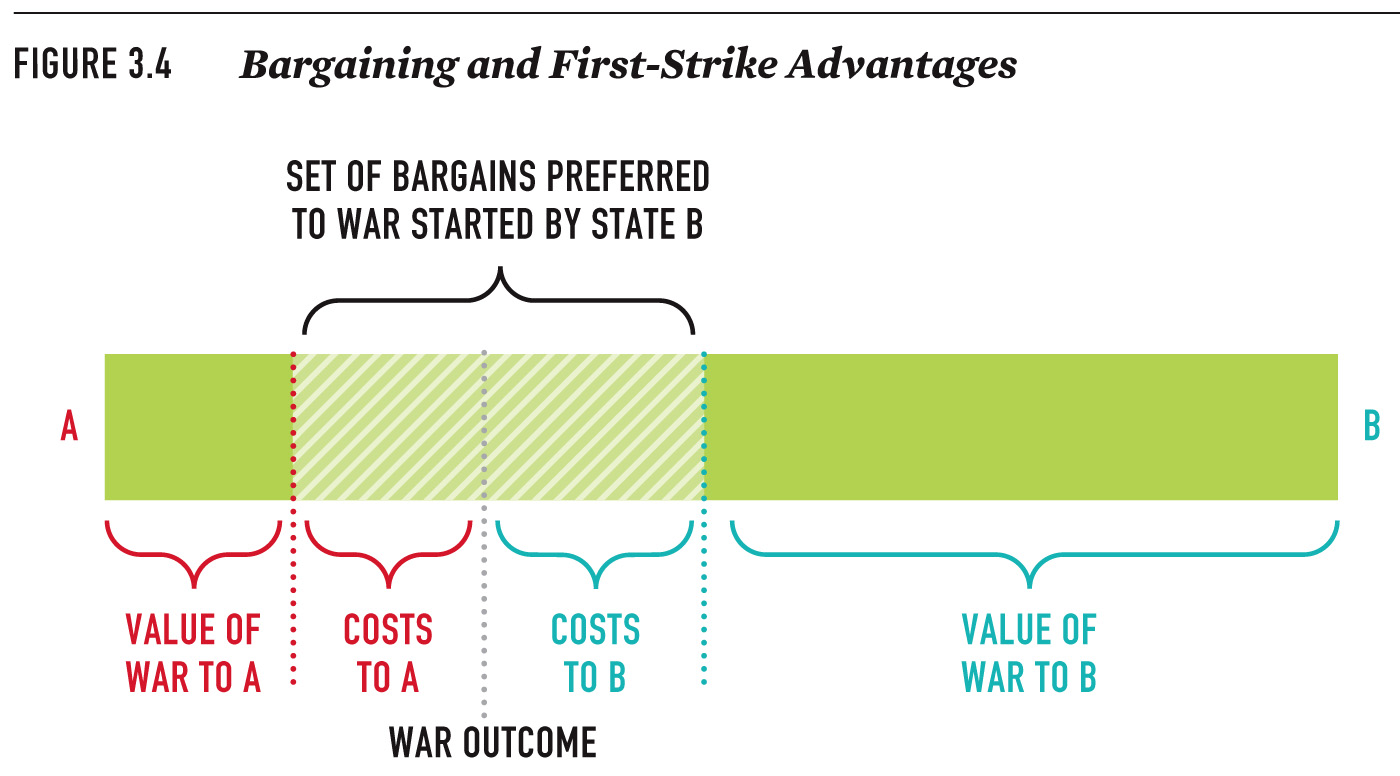 FIGURE 3.4 Bargaining and First-Strike Advantages
SET OF BARGAINS PREFERRED
TO WAR STARTED BY STATE B
A
B
VALUE OF
WAR TO A
COSTS
TO A
COSTS
TO B
VALUE OF
WAR TO B
WAR OUTCOME